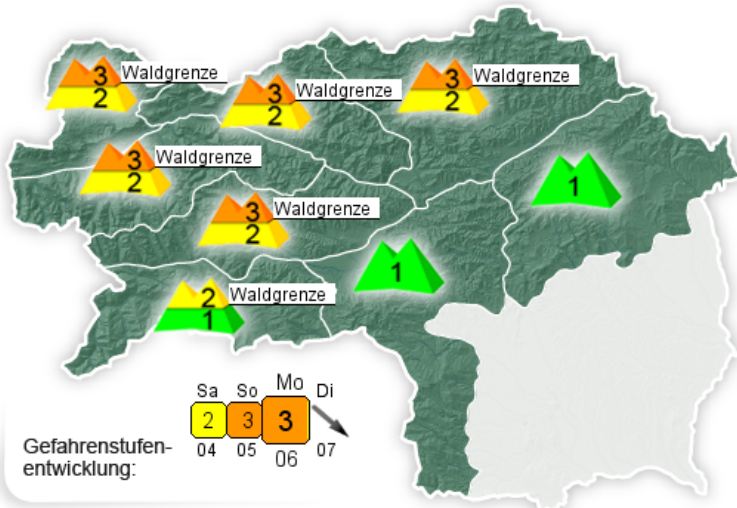 3 Waldgrenze
2
3 Waldgrenze
2
3 Waldgrenze
2
3 Waldgrenze
2
1
3 Waldgrenze
2
1
2 Waldgrenze
1
Sa So Mo Di
2 3 3
04 05 06 07
Gefahrenstufen-
entwicklung: